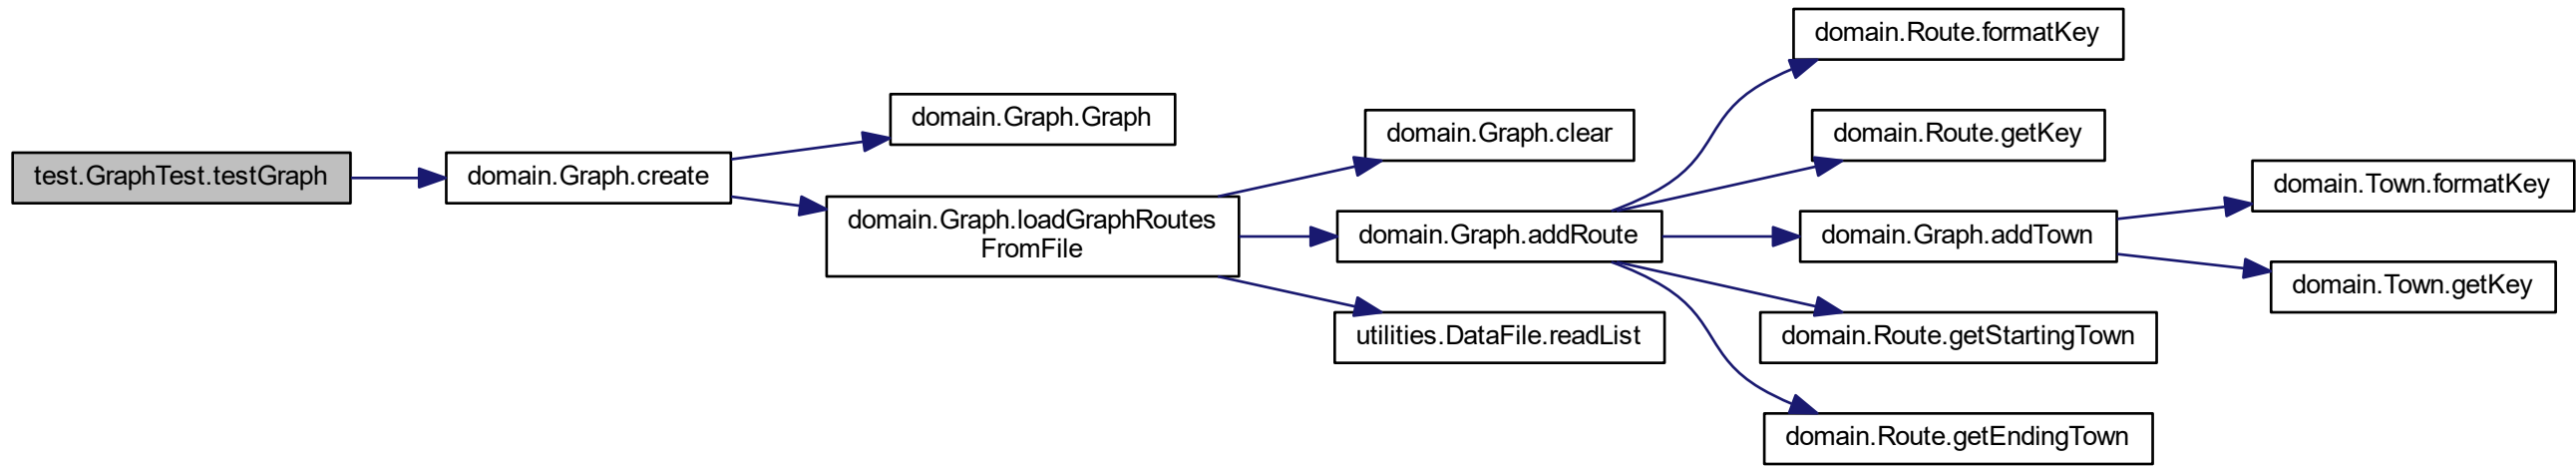 test.GraphTest.testGraph
domain.Graph.create
domain.Graph.Graph
domain.Graph.loadGraphRoutes
FromFile
domain.Graph.clear
domain.Graph.addRoute
utilities.DataFile.readList
domain.Route.formatKey
domain.Route.getKey
domain.Graph.addTown
domain.Route.getStartingTown
domain.Route.getEndingTown
domain.Town.formatKey
domain.Town.getKey